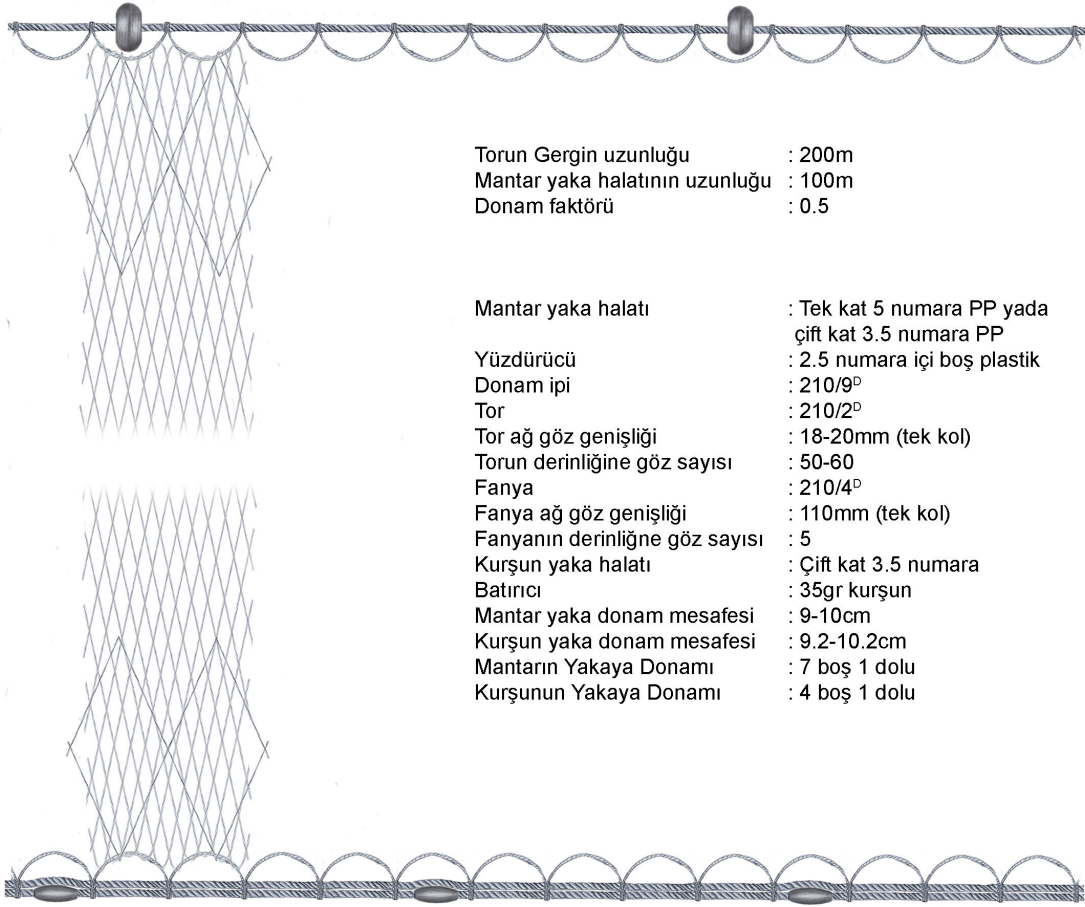 Torun Gergin uzunluğu : 200m
Mantar yaka halatının uzunluğu : 100m
Donam faktörü : 0.5
Mantar yaka halatı : Tek kat 5 numara PP yada
çift kat 3.5 numara PP
Yüzdürücü : 2.5 numara içi boş plastik
Donam ipi : 210/9ᴰ
Tor : 210/2ᴰ
Tor ağ göz genişliği : 18-20mm (tek kol)
Torun derinliğine göz sayısı : 50-60
Fanya : 210/4ᴰ
Fanya ağ göz genişliği : 110mm (tek kol)
Fanyanın derinliğne göz sayısı : 5
Kurşun yaka halatı : Çift kat 3.5 numara
Batırıcı : 35gr kurşun
Mantar yaka donam mesafesi : 9-10cm
Kurşun yaka donam mesafesi : 9.2-10.2cm
Mantarın Yakaya Donamı : 7 boş 1 dolu
Kurşunun Yakaya Donamı : 4 boş 1 dolu